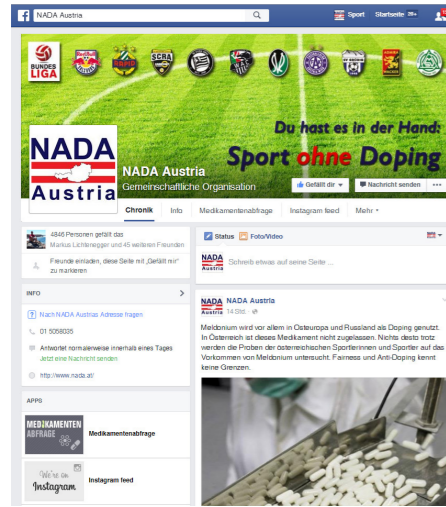 NADA Austria
Sport Startseite 20+
BUNDES
LIGA
RAPID
SCRA
Du hast es in der Hand:
Sport ohne Doping
NADA
Austria
NADA Austria
Gemeinschaftliche Organisation
Gefällt dir
Nachricht senden
Chronik Info Medikamentenabfrage Instagram feed Mehr
4846 Personen gefällt das
Markus Lichtenegger und 45 weiteren Freunden
Freunde einladen, diese Seite mit „Gefällt mir“
zu markieren
INFO
Nach NADA Austrias Adresse fragen
01 5058035
Antwortet normalerweise innerhalb eines Tages
Jetzt eine Nachricht senden
http://www.nada.at/
APPS
MEDIKAMENTEN
ABFRAGE
Medikamentenabfrage
We're on
Instagram
Instagram feed
Status Foto/Video
NADA
Austria
Schreib etwas auf seine Seite ...
NADA
Austria
NADA Austria
14 Std. ·
Meldonium wird vor allem in Osteuropa und Russland als Doping genutzt.
In Österreich ist dieses Medikament nicht zugelassen. Nichts desto trotz
werden die Proben der österreichischen Sportlerinnen und Sportler auf das
Vorkommen von Meldonium untersucht. Fairness und Anti-Doping kennt
keine Grenzen.